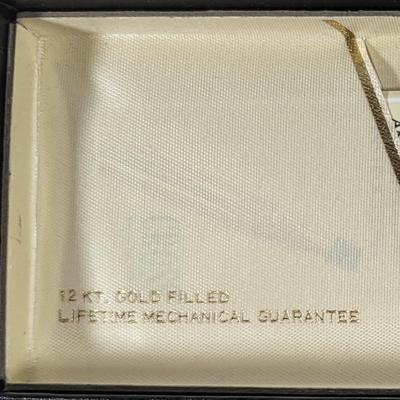 12 KT. GOLD FILLED
LIFETIME MECHANICAL GUARANTEE